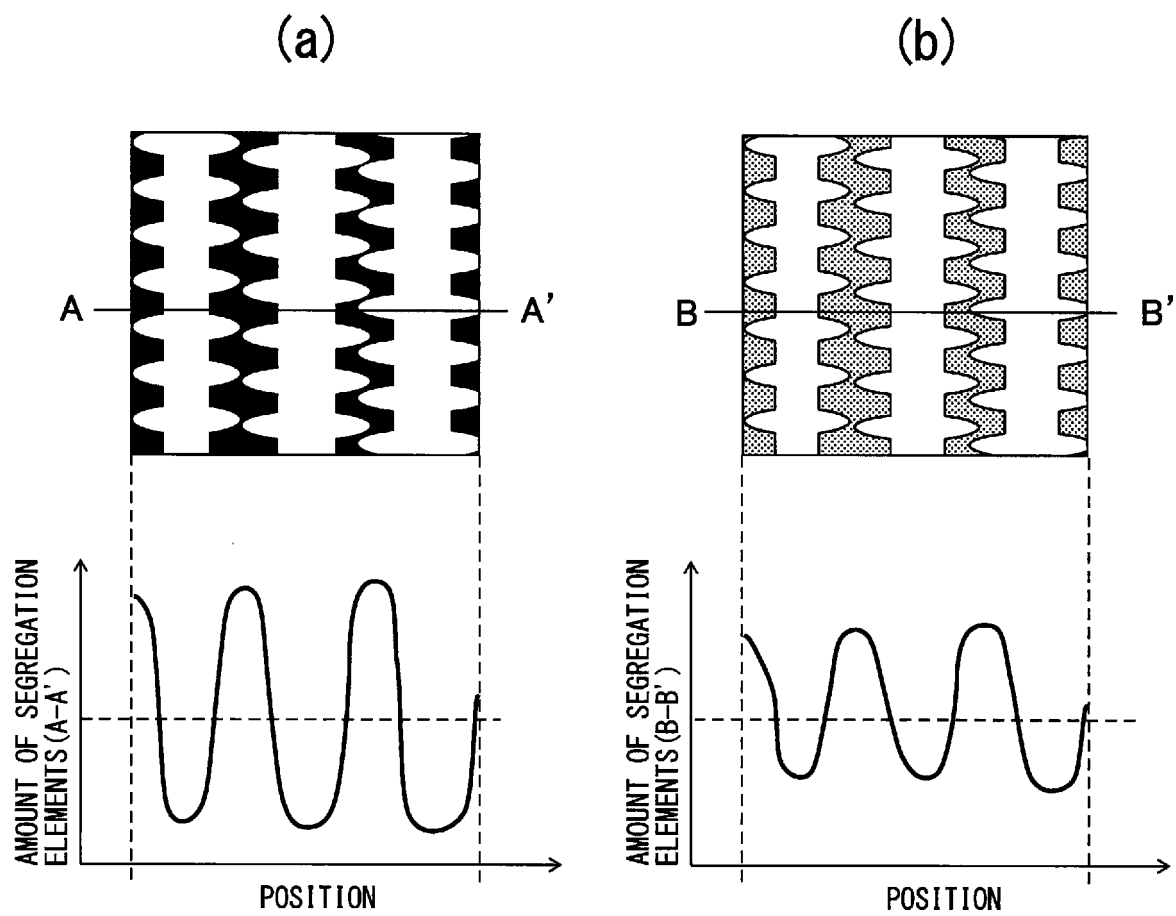 (a)
(b)
A
A'
B
B'
AMOUNT OF SEGREGATION
ELEMENTS(A-A')
POSITION
AMOUNT OF SEGREGATION
ELEMENTS(B-B')
POSITION